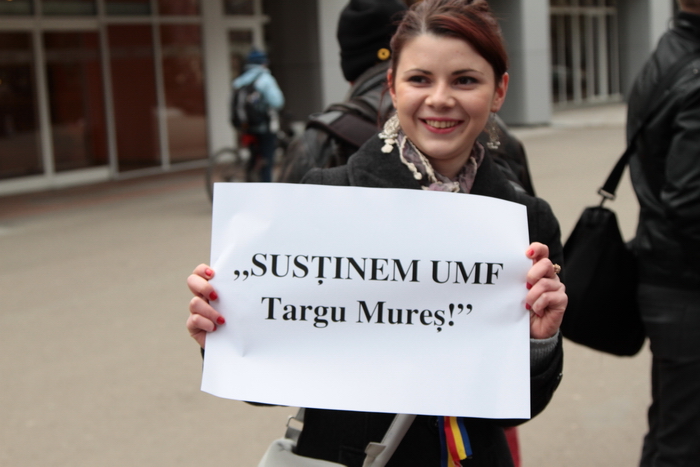 „SUSȚINEM UMF
Targu Mureș!”